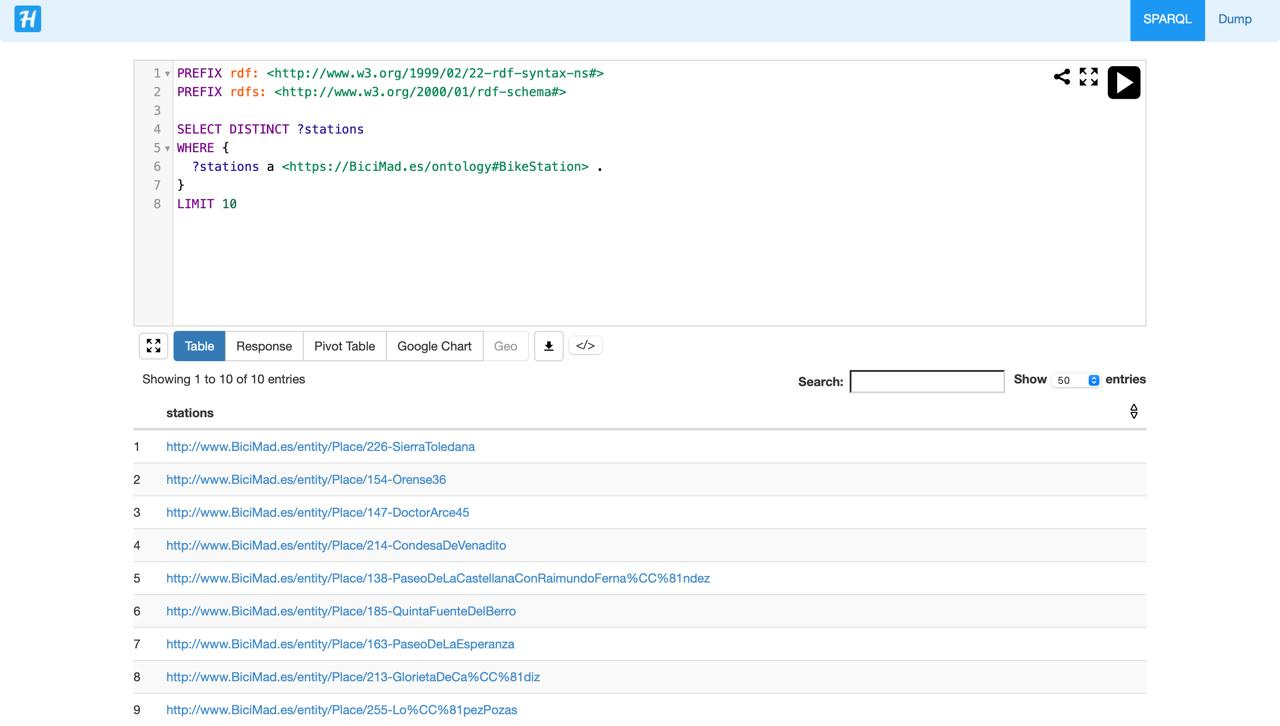 H
SPARQL Dump
1 PREFIX rdf: <http://www.w3.org/1999/02/22-rdf-syntax-ns#>
2 PREFIX rdfs: <http://www.w3.org/2000/01/rdf-schema#>
3
4 SELECT DISTINCT ?stations
5 WHERE {
6 ?stations a <https://BiciMad.es/ontology#BikeStation> .
7 }
8 LIMIT 10
Table Response Pivot Table Google Chart Geo </>
Showing 1 to 10 of 10 entries Search: Show 50 entries
stations
1 http://www.BiciMad.es/entity/Place/226-SierraToledana
2 http://www.BiciMad.es/entity/Place/154-Orense36
3 http://www.BiciMad.es/entity/Place/147-DoctorArce45
4 http://www.BiciMad.es/entity/Place/214-CondesaDeVenadito
5 http://www.BiciMad.es/entity/Place/138-PaseoDeLaCastellanaConRaimundoFerna%CC%81ndez
6 http://www.BiciMad.es/entity/Place/185-QuintaFuenteDelBerro
7 http://www.BiciMad.es/entity/Place/163-PaseoDeLaEsperanza
8 http://www.BiciMad.es/entity/Place/213-GlorietaDeCa%CC%81diz
9 http://www.BiciMad.es/entity/Place/255-Lo%CC%81pezPozas